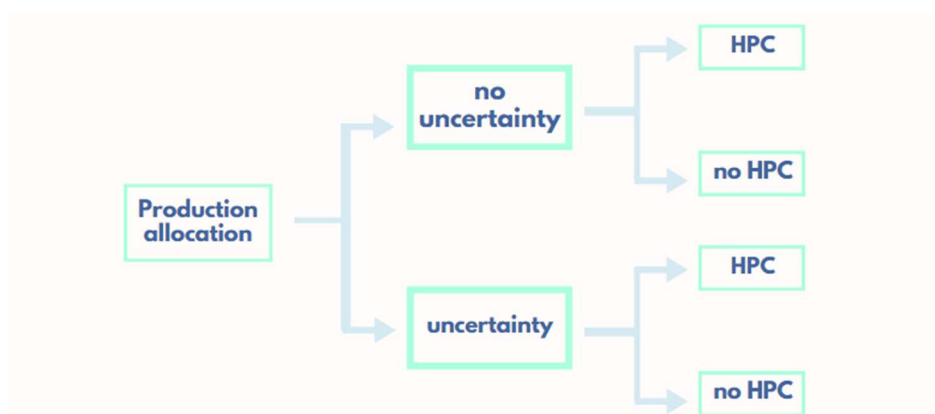 Production
allocation
no
uncertainty
HPC
no HPC
uncertainty
HPC
no HPC